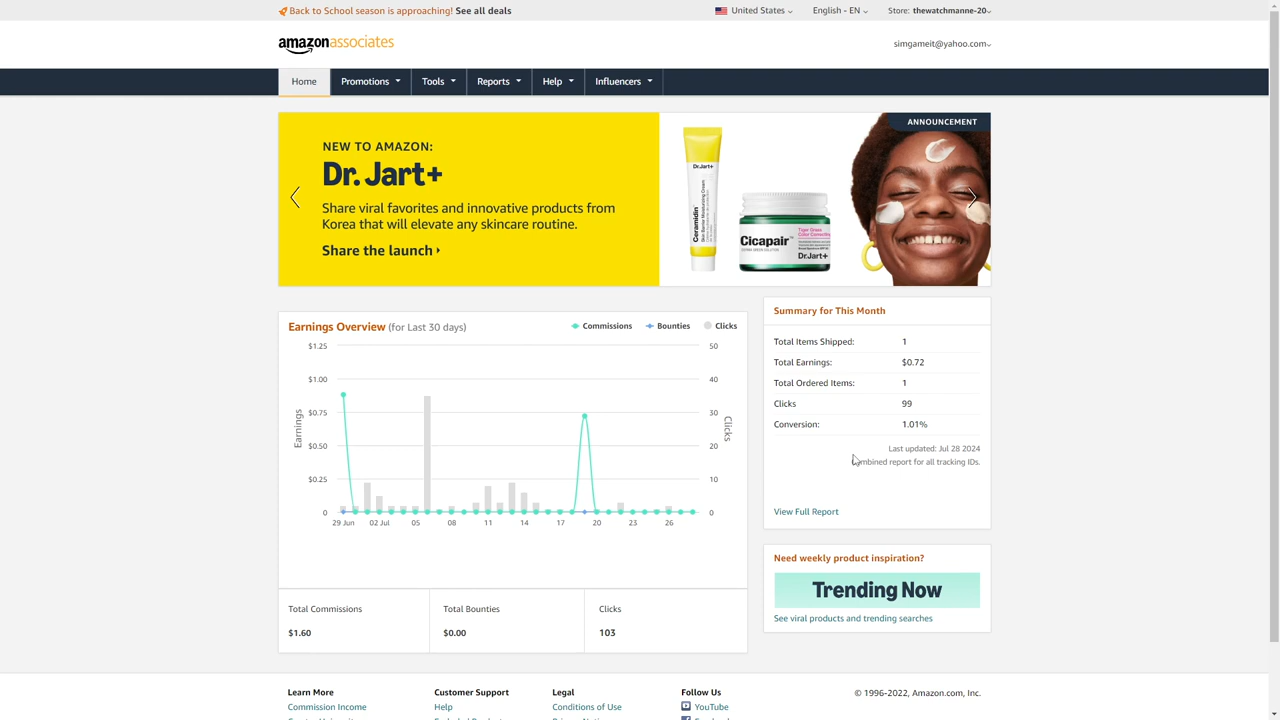 Back to School season is approaching! See all deals
United States
English - EN
Store: thewatchmanne-20
amazonassociates
simgameit@yahoo.com
Home
Promotions
Tools
Reports
Help
Influencers
ANNOUNCEMENT
NEW TO AMAZON:
Dr.Jart+
Share viral favorites and innovative products from
Korea that will elevate any skincare routine.
Share the launch
Dr.Jart+
Ceramidin
Cicapair
Dr.Jart+
Earnings Overview (for Last 30 days)
Commissions
Bounties
Clicks
$1.25
$1.00
$0.75
$0.50
$0.25
0
Earnings
50
40
30
20
10
0
Clicks
29 Jun
02 Jul
05
08
11
14
17
20
23
26
Total Commissions
$1.60
Total Bounties
$0.00
Clicks
103
Summary for This Month
Total Items Shipped: 1
Total Earnings: $0.72
Total Ordered Items: 1
Clicks 99
Conversion: 1.01%
Last updated: Jul 28 2024
Combined report for all tracking IDs.
View Full Report
Need weekly product inspiration?
Trending Now
See viral products and trending searches
Learn More
Commission Income
Customer Support
Help
Legal
Conditions of Use
Follow Us
YouTube
© 1996-2022, Amazon.com, Inc.